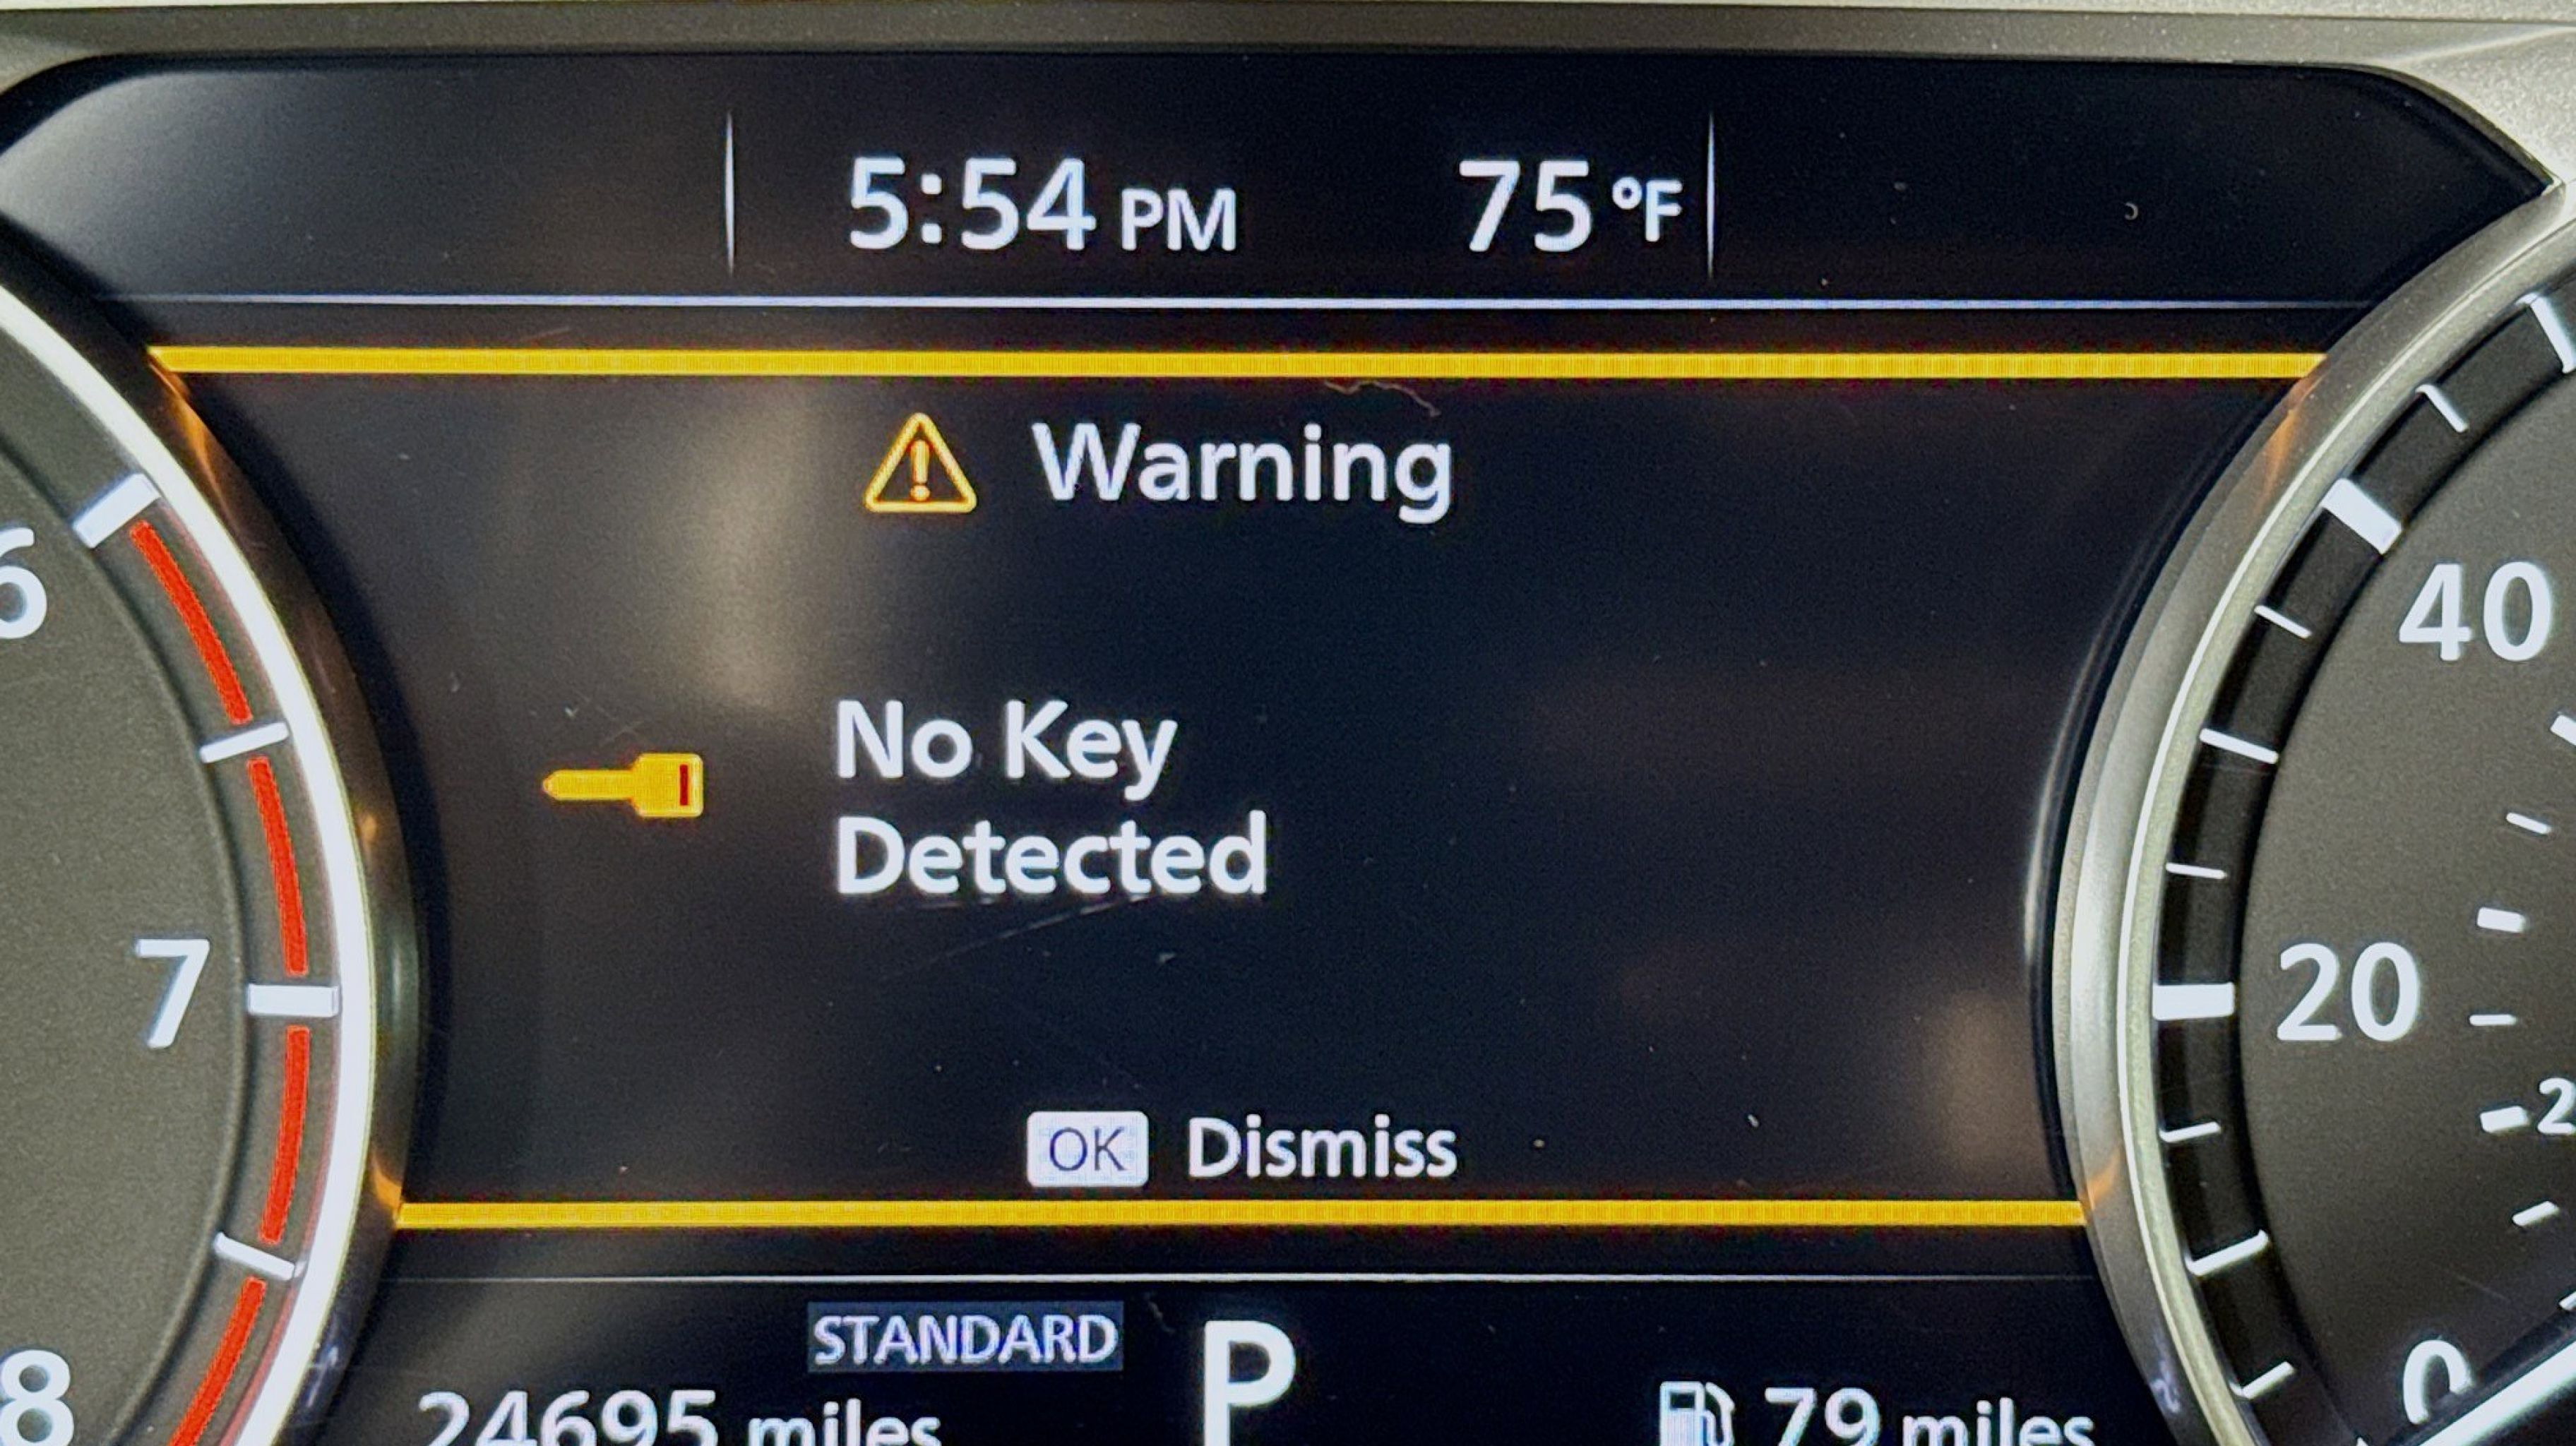 5:54 PM 75 °F
Warning
No Key
Detected
OK Dismiss
STANDARD
P
24695 miles
79 miles
6
7
8
40
20
0